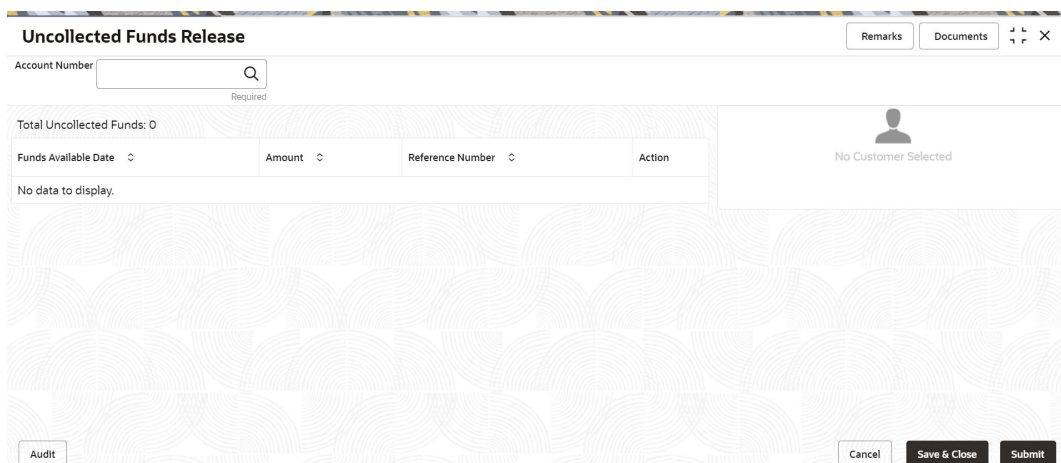 Uncollected Funds Release
Remarks
Documents
Account Number
Required
Total Uncollected Funds: 0
Funds Available Date Amount Reference Number Action
No data to display.
No Customer Selected
Audit
Cancel
Save & Close
Submit